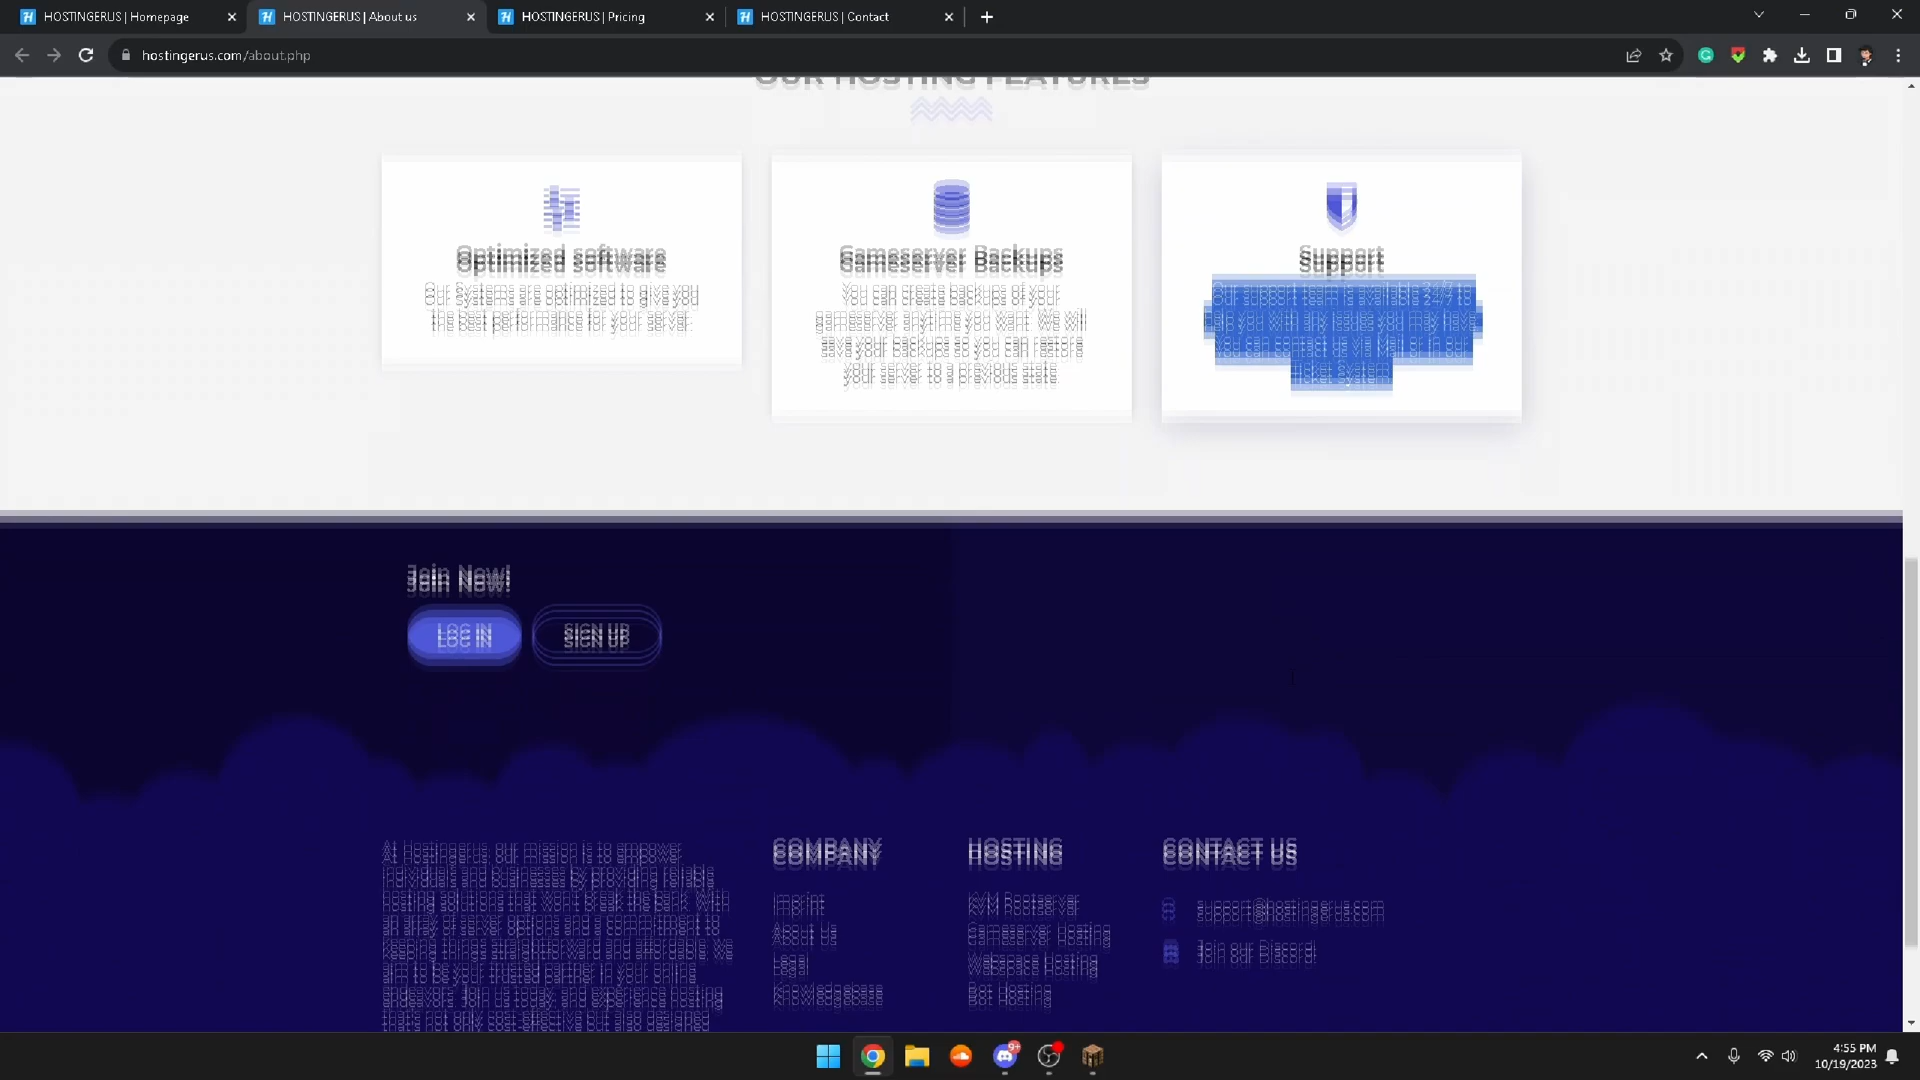 HOSTINGERUS | Homepage
HOSTINGERUS | About us
HOSTINGERUS | Pricing
HOSTINGERUS | Contact
hostingerus.com/about.php
OUR HOSTING FEATURES
Optimized software
Our Systems are optimized to give you
the best performance for your server.
Gameserver Backups
You can create backups of your
gameserver anytime you want. We will
save your backups so you can restore
your server to a previous state.
Support
Our support team is available 24/7 to
help you with any issues you may have
You can contact us via Mail or in our
ticket system
Join Now!
LOG IN
SIGN UP
At Hostingerus, our mission is to empower
individuals and businesses by providing reliable
hosting solutions that won't break the bank. With
an array of server options and a commitment to
keeping things straightforward and affordable, we
aim to be your trusted partner in your online
endeavors. Join us today, and experience hosting
that's not only cost-effective but also designed
COMPANY
Imprint
About Us
Legal
Knowledgebase
HOSTING
KVM Rootserver
Gameserver Hosting
Webspace Hosting
Bot Hosting
CONTACT US
support@hostingerus.com
Join our Discord!
9+
4:55 PM
10/19/2023